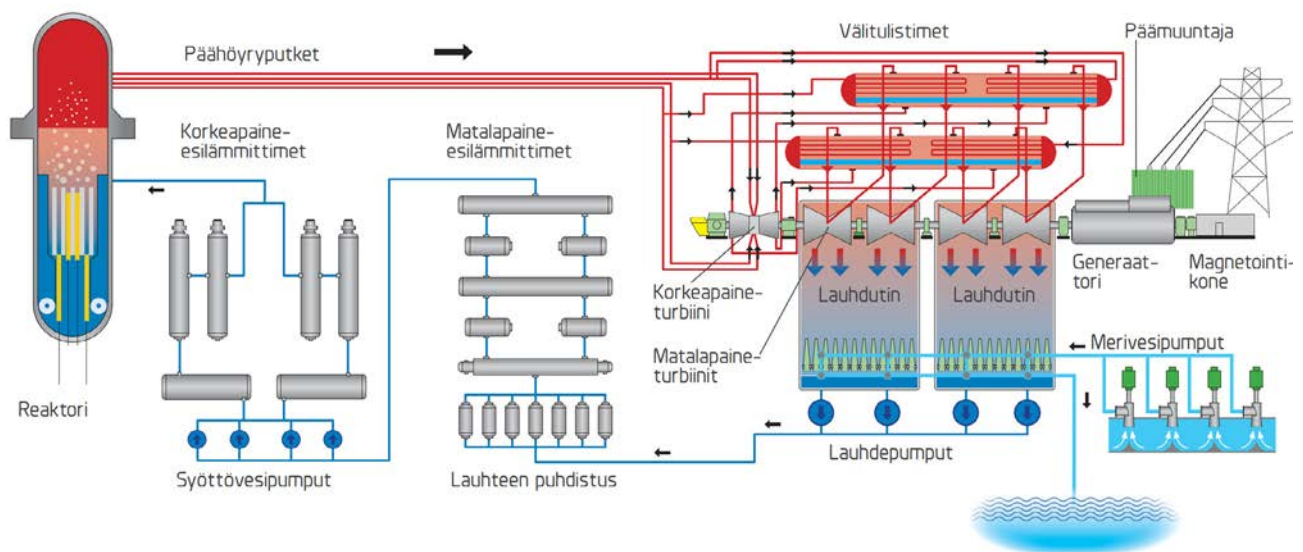 Päähöyryputket
Välitulistimet
Päämuuntaja
Korkeapaine-
esilämmittimet
Matalapaine-
esilämmittimet
Korkeapaine-
turbiini
Lauhdutin
Lauhdutin
Generaat-
tori
Magnetointi-
kone
Matalapaine-
turbiinit
Merivesipumput
Reaktori
Syöttövesipumput
Lauhteen puhdistus
Lauhdepumput